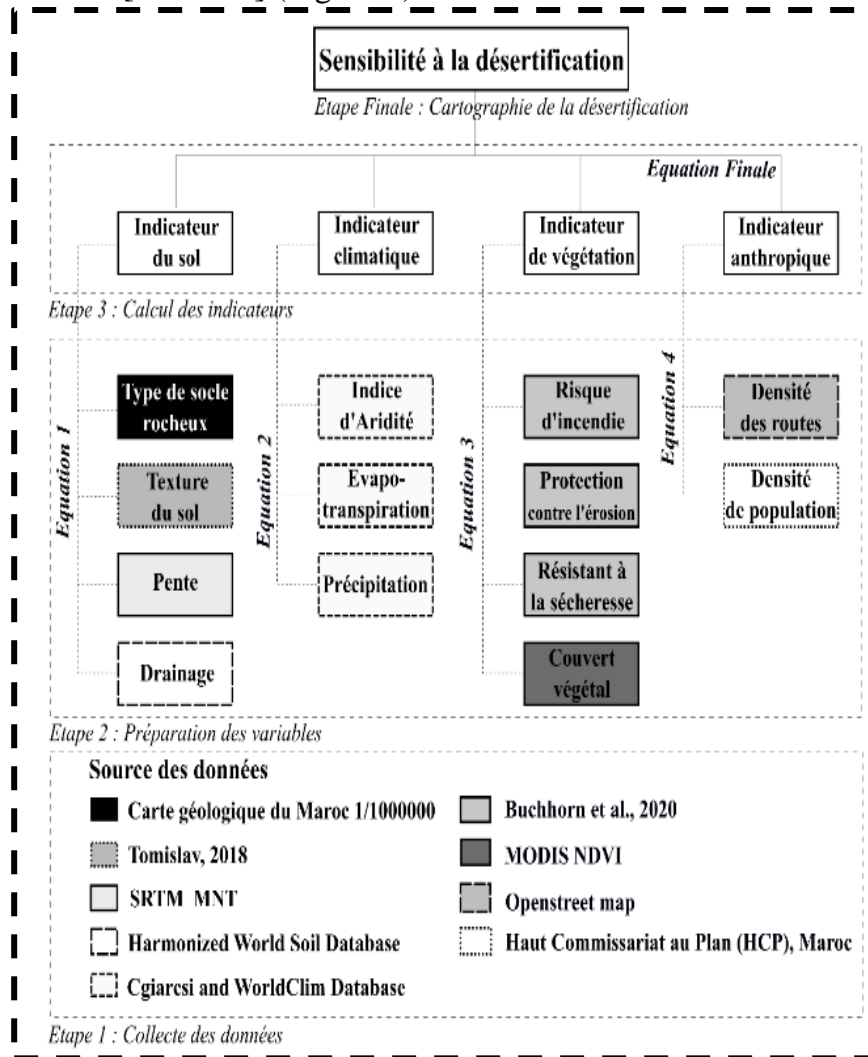 Sensibilité à la désertification
Etape Finale : Cartographie de la désertification
Equation Finale
Indicateur
du sol
Indicateur
climatique
Indicateur
de végétation
Indicateur
anthropique
Etape 3 : Calcul des indicateurs
Equation 1
Type de socle
rocheux
Texture
du sol
Pente
Drainage
Equation 2
Indice
d'Aridité
Evapo-
transpiration
Précipitation
Equation 3
Risque
d'incendie
Protection
contre l'érosion
Résistant à
la sécheresse
Couvert
végétal
Equation 4
Densité
des routes
Densité
de population
Etape 2 : Préparation des variables
Source des données
Carte géologique du Maroc 1/1000000
Tomislav, 2018
SRTM MNT
Harmonized World Soil Database
Cgiarcsi and WorldClim Database
Buchhorn et al., 2020
MODIS NDVI
Openstreet map
Haut Commissariat au Plan (HCP), Maroc
Etape 1 : Collecte des données